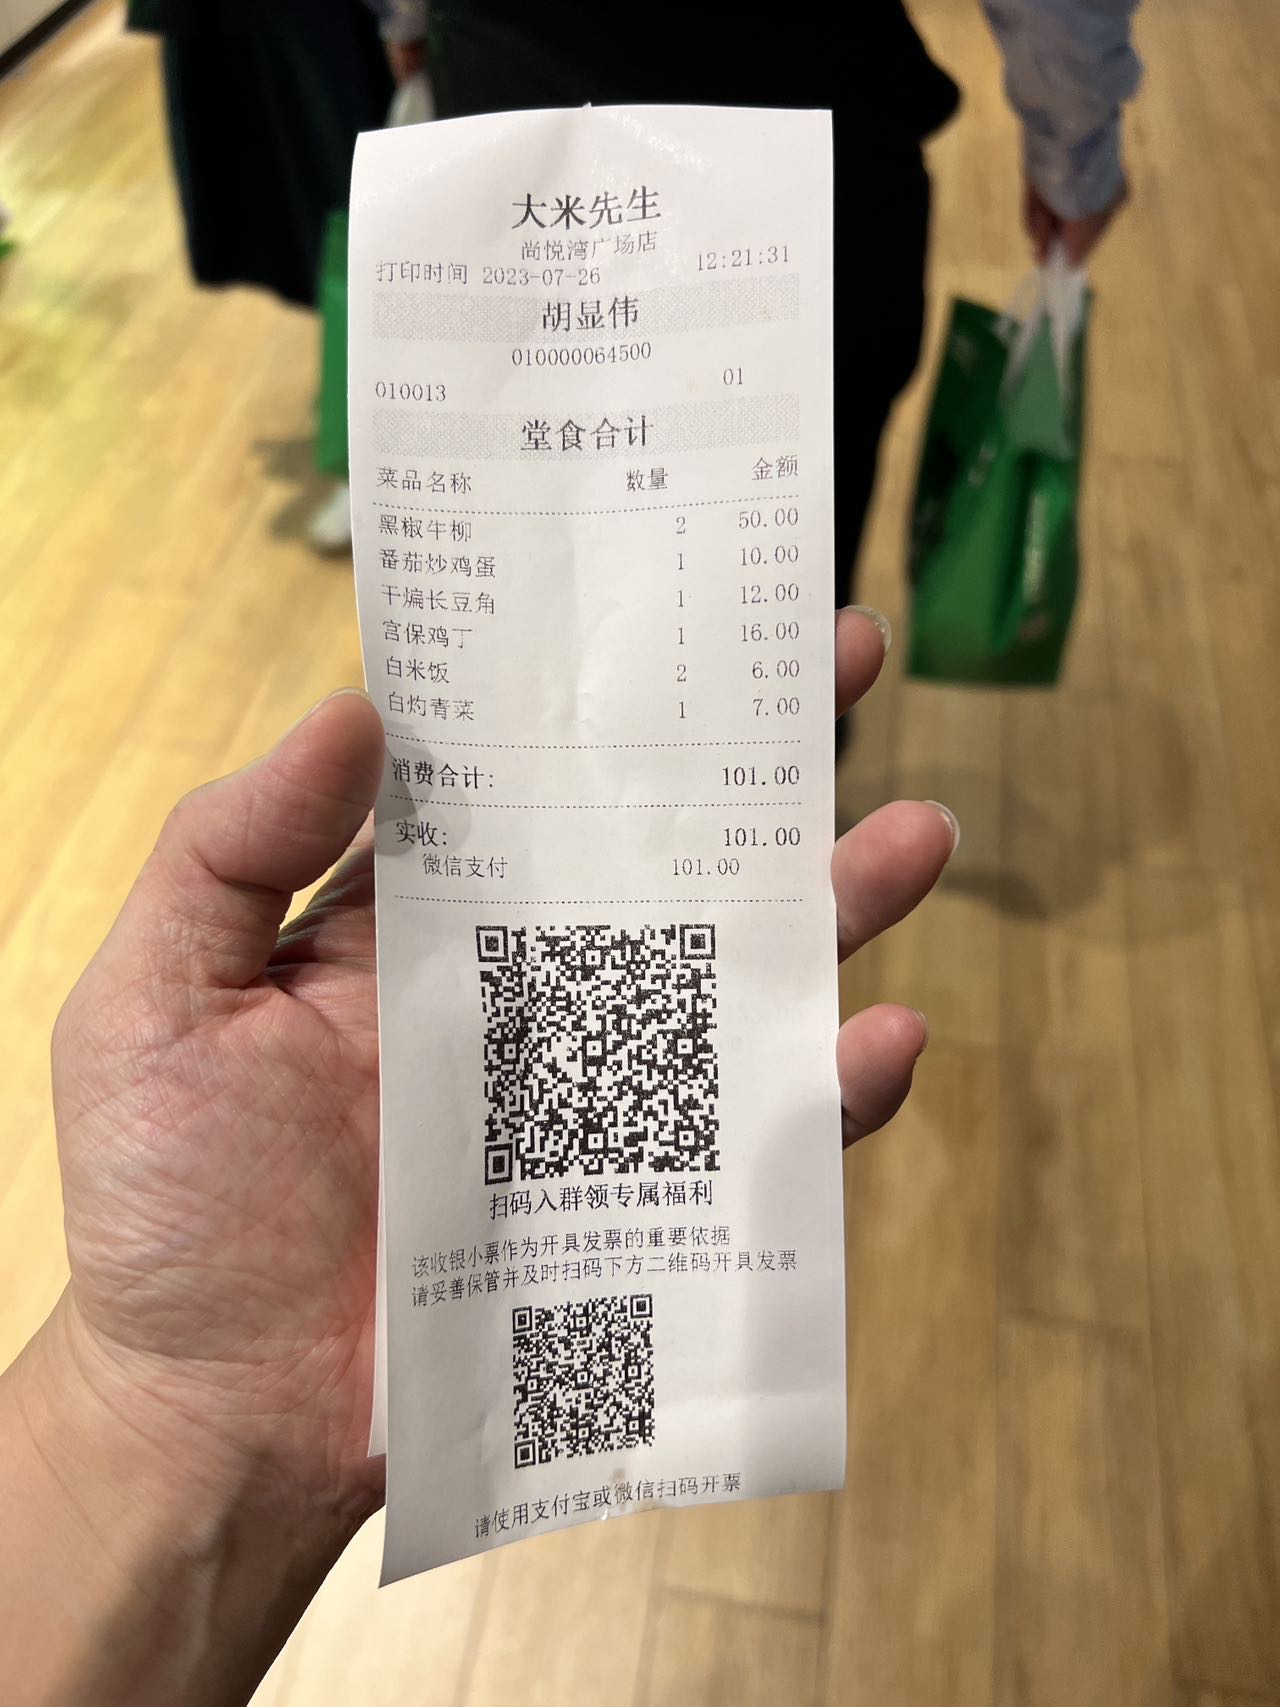 大米先生
尚悦湾广场店
打印时间 2023-07-26 12:21:31
胡显伟
010000064500
010013 01
堂食合计
菜品名称 数量 金额
黑椒牛柳 2 50.00
番茄炒鸡蛋 1 10.00
干煸长豆角 1 12.00
宫保鸡丁 1 16.00
白米饭 2 6.00
白灼青菜 1 7.00
消费合计: 101.00
实收: 101.00
微信支付 101.00
扫码入群领专属福利
该收银小票作为开具发票的重要依据
请妥善保管并及时扫码下方二维码开具发票
请使用支付宝或微信扫码开票